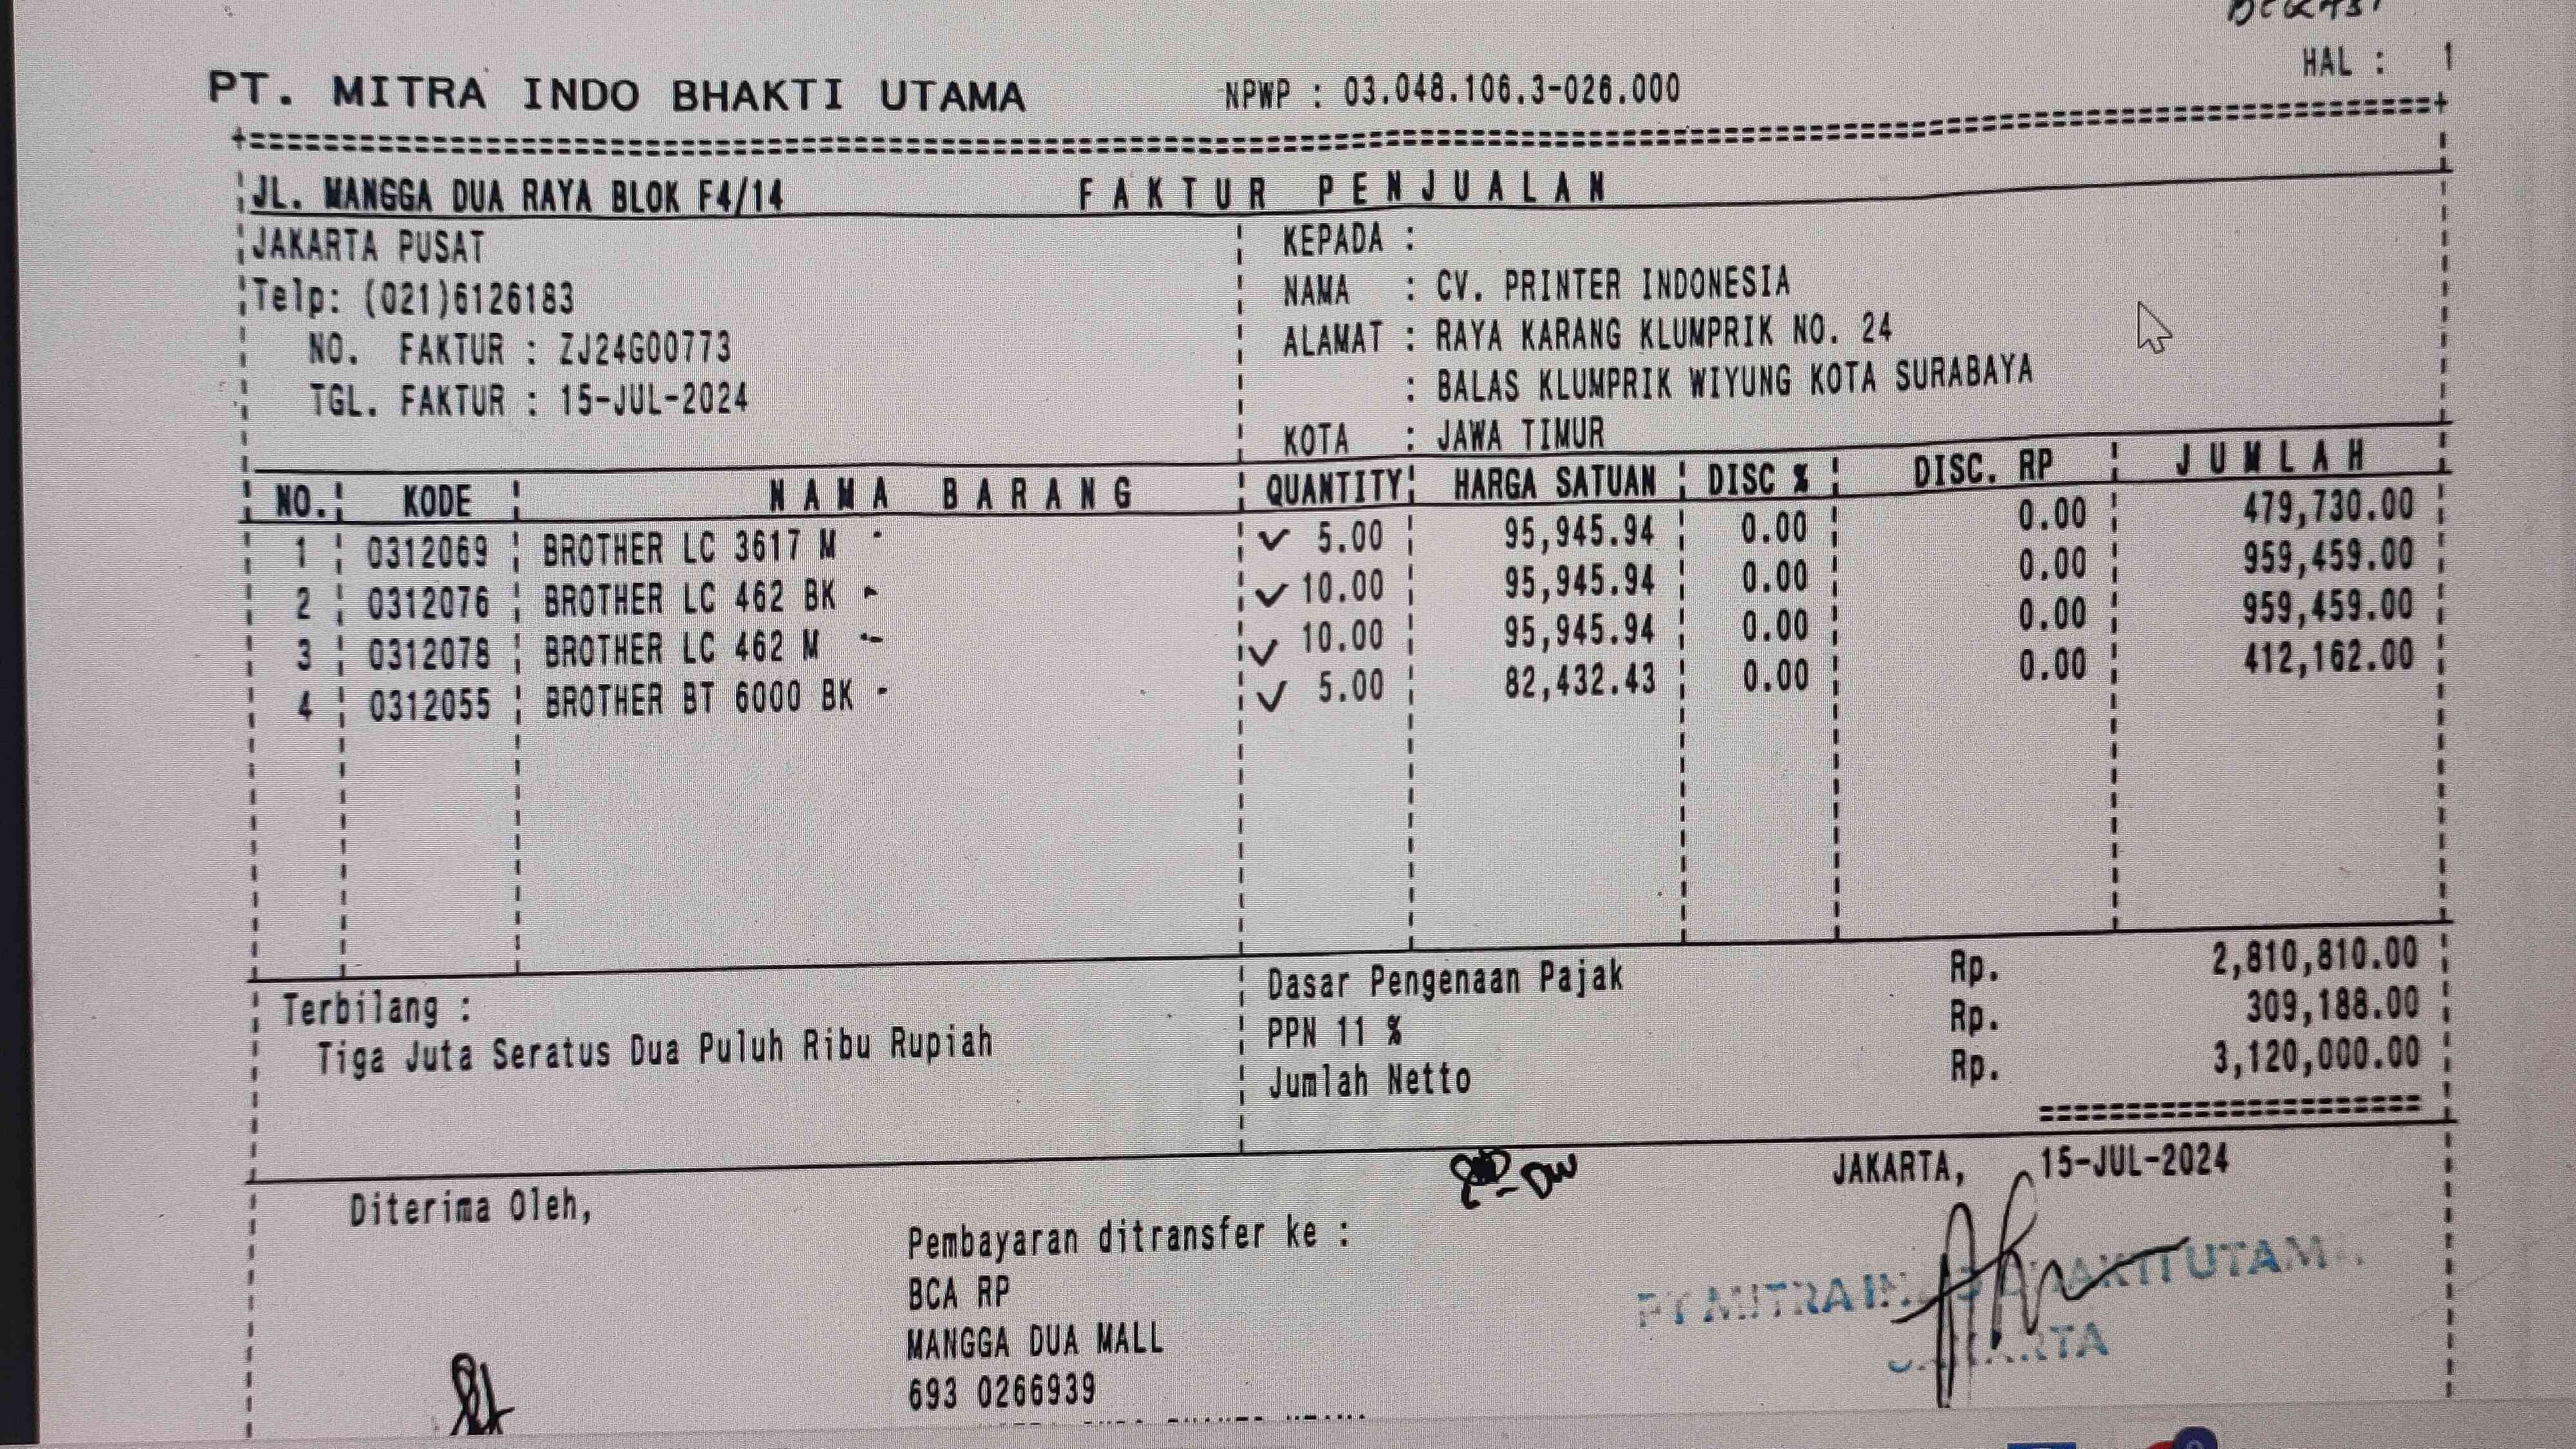 HAL : 1
PT. MITRA INDO BHAKTI UTAMA NPWP : 03.048.106.3-026.000
JL. MANGGA DUA RAYA BLOK F4/14 FAKTUR PENJUALAN
JAKARTA PUSAT
Telp: (021)6126183
NO. FAKTUR : ZJ24G00773
TGL. FAKTUR : 15-JUL-2024
KEPADA :
NAMA : CV. PRINTER INDONESIA
ALAMAT : RAYA KARANG KLUMPRIK NO. 24
: BALAS KLUMPRIK WIYUNG KOTA SURABAYA
KOTA : JAWA TIMUR
NO. KODE NAMA BARANG QUANTITY HARGA SATUAN DISC % DISC. RP JUMLAH
1 0312069 BROTHER LC 3617 M 5.00 95,945.94 0.00 0.00 479,730.00
2 0312076 BROTHER LC 462 BK 10.00 95,945.94 0.00 0.00 959,459.00
3 0312078 BROTHER LC 462 M 10.00 95,945.94 0.00 0.00 959,459.00
4 0312055 BROTHER BT 6000 BK 5.00 82,432.43 0.00 0.00 412,162.00
Terbilang :
Tiga Juta Seratus Dua Puluh Ribu Rupiah
Dasar Pengenaan Pajak Rp. 2,810,810.00
PPN 11 % Rp. 309,188.00
Jumlah Netto Rp. 3,120,000.00
JAKARTA, 15-JUL-2024
Diterima Oleh,
Pembayaran ditransfer ke :
BCA RP
MANGGA DUA MALL
693 0266939
PT MITRA UTAMA